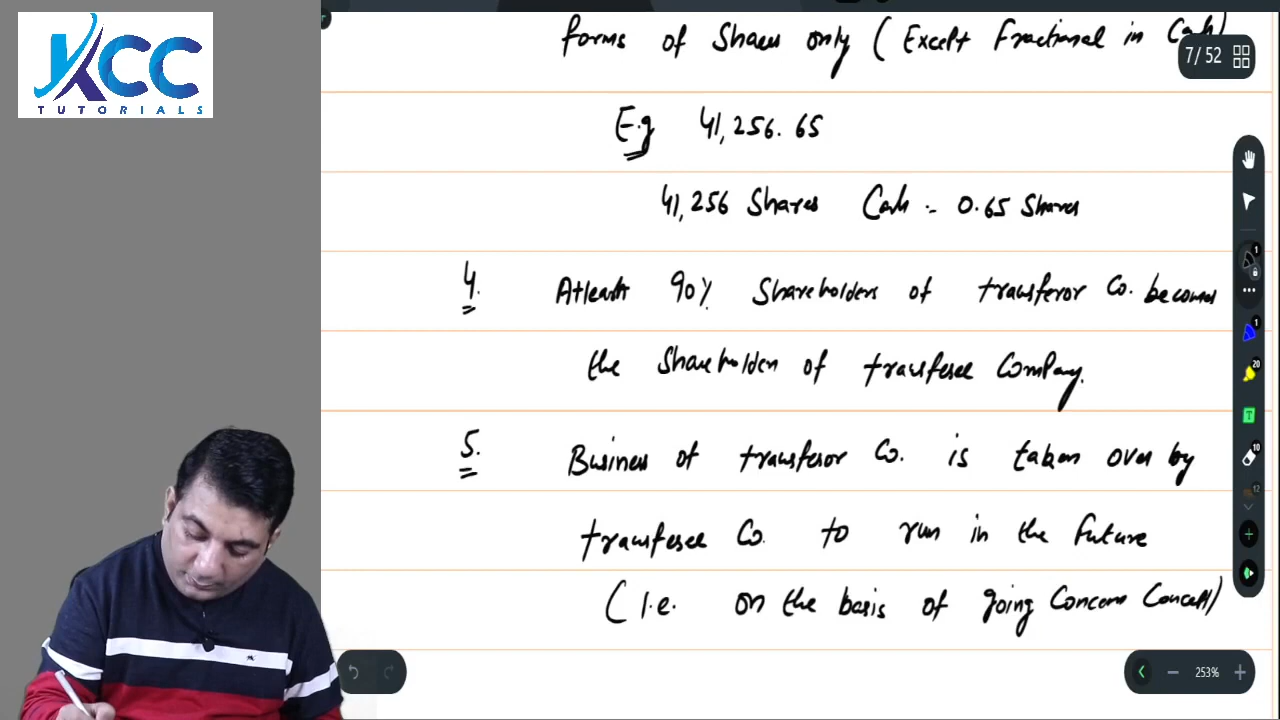 KCC
TUTORIALS
forms of Shares only (Except Fractional in Cash)
7/ 52
E.g 41,256.65
41,256 Shares Cash :- 0.65 Shares
4. Atleast 90% Shareholders of transferor Co. becomes
the Shareholder of transferee Company.
5. Business of transferor Co. is taken over by
transferee Co. to run in the future
(I.e. on the basis of going Concern Concept)
253%